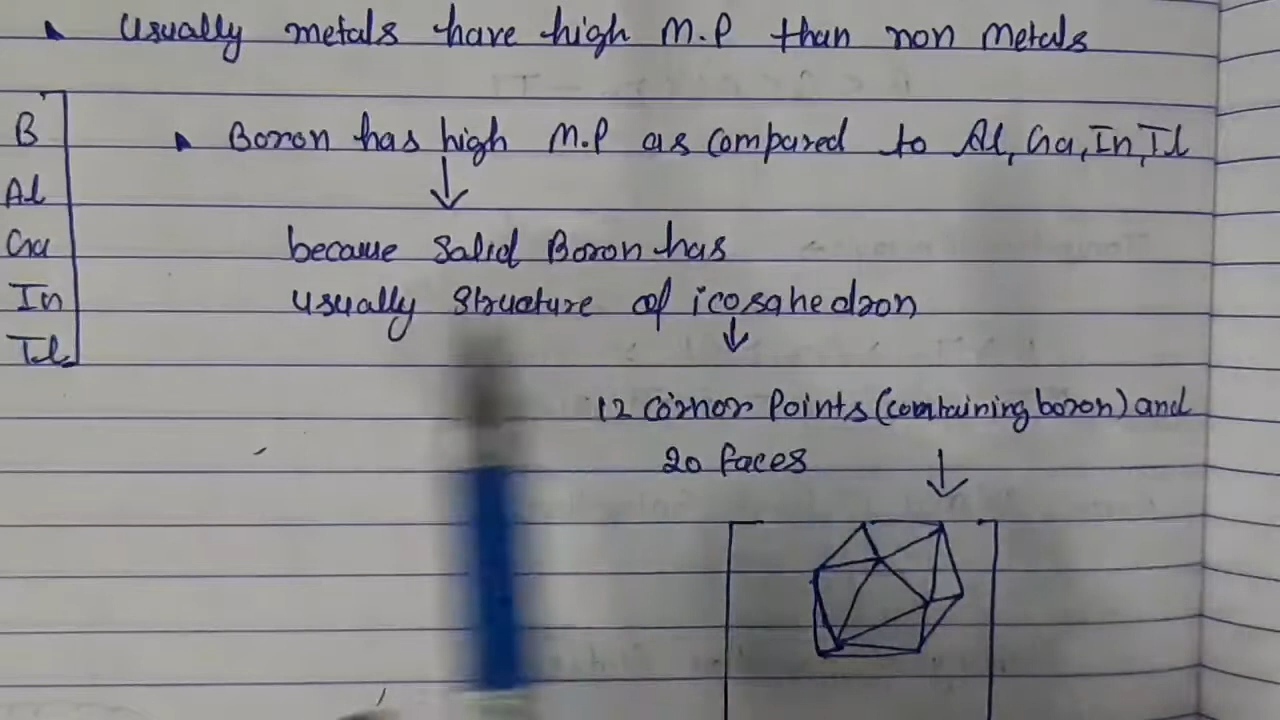 Usually metals have high M.P than non metals
B
Boron has high M.P as compared to Al, Ga, In, Tl
Al
Ga
because Solid Boron has
In
usually structure of icosahedron
Tl
12 cornor Points (containing boron) and
20 faces